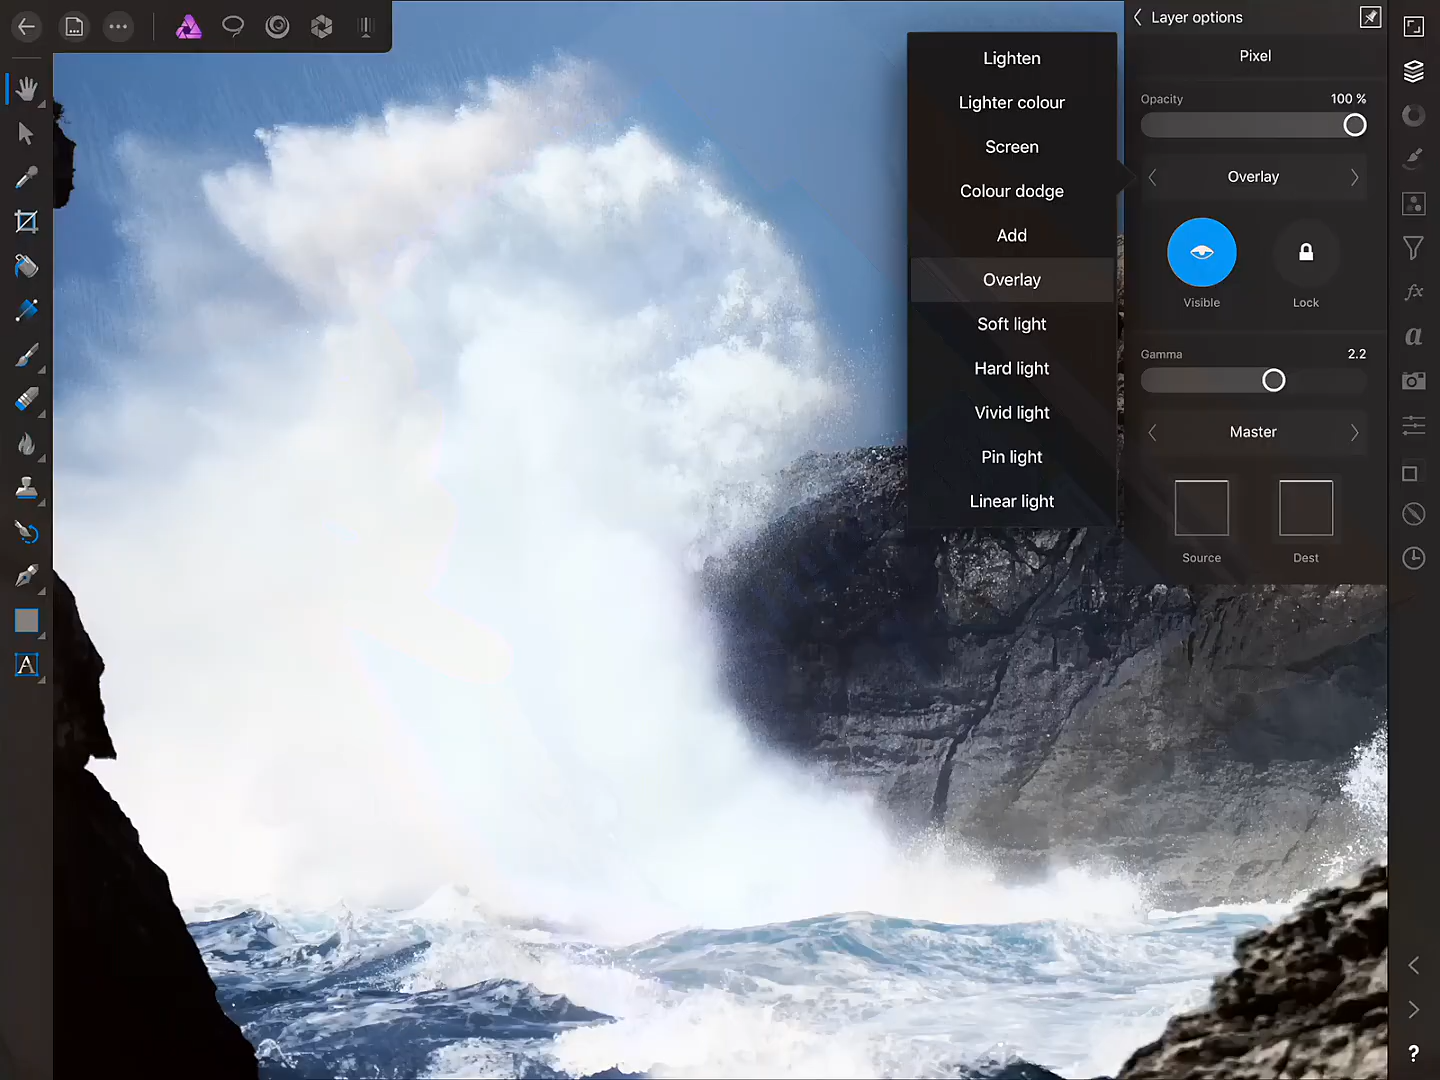 Layer options
Pixel
Opacity
100 %
Overlay
Visible
Lock
Gamma
2.2
Master
Source
Dest
Lighten
Lighter colour
Screen
Colour dodge
Add
Overlay
Soft light
Hard light
Vivid light
Pin light
Linear light
fx
a
A
?